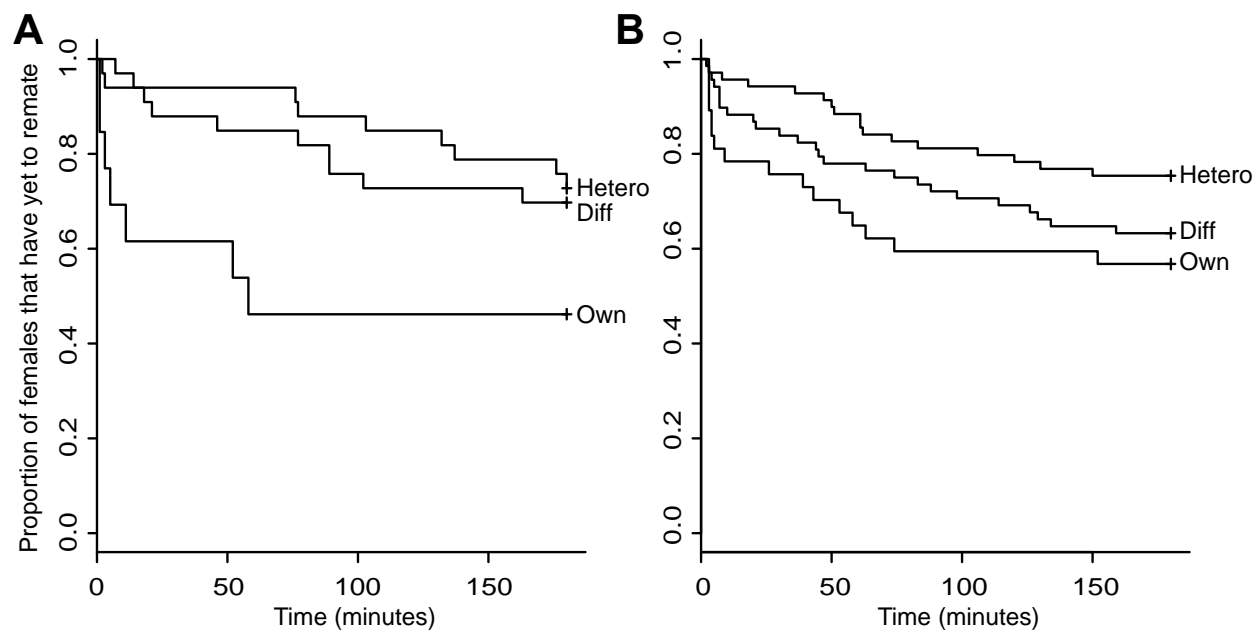 A
B
Proportion of females that have yet to remate
1.0
0.8
0.6
0.4
0.2
0.0
Hetero
Diff
Own
0
50
100
150
Time (minutes)
1.0
0.8
0.6
0.4
0.2
0.0
Hetero
Diff
Own
0
50
100
150
Time (minutes)